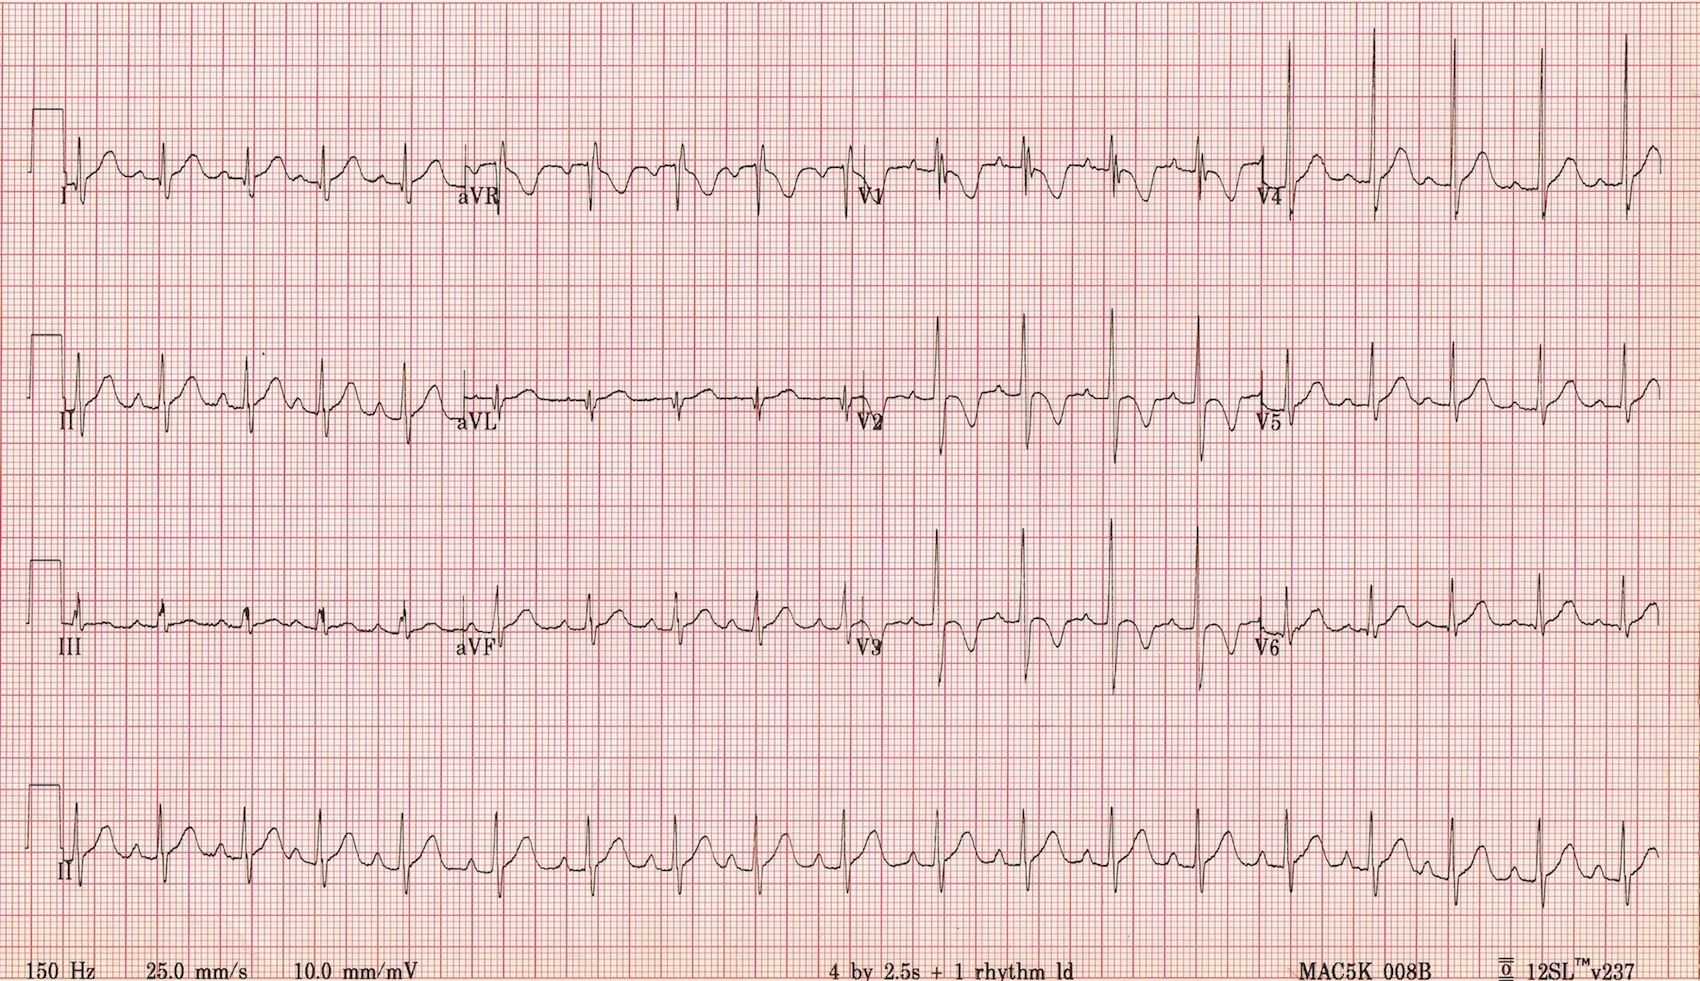 I aVR V1 V4
II aVL V2 V5
III aVF V3 V6
II
150 Hz 25.0 mm/s 10.0 mm/mV 4 by 2.5s + 1 rhythm ld MAC5K 008B 12SL™v237